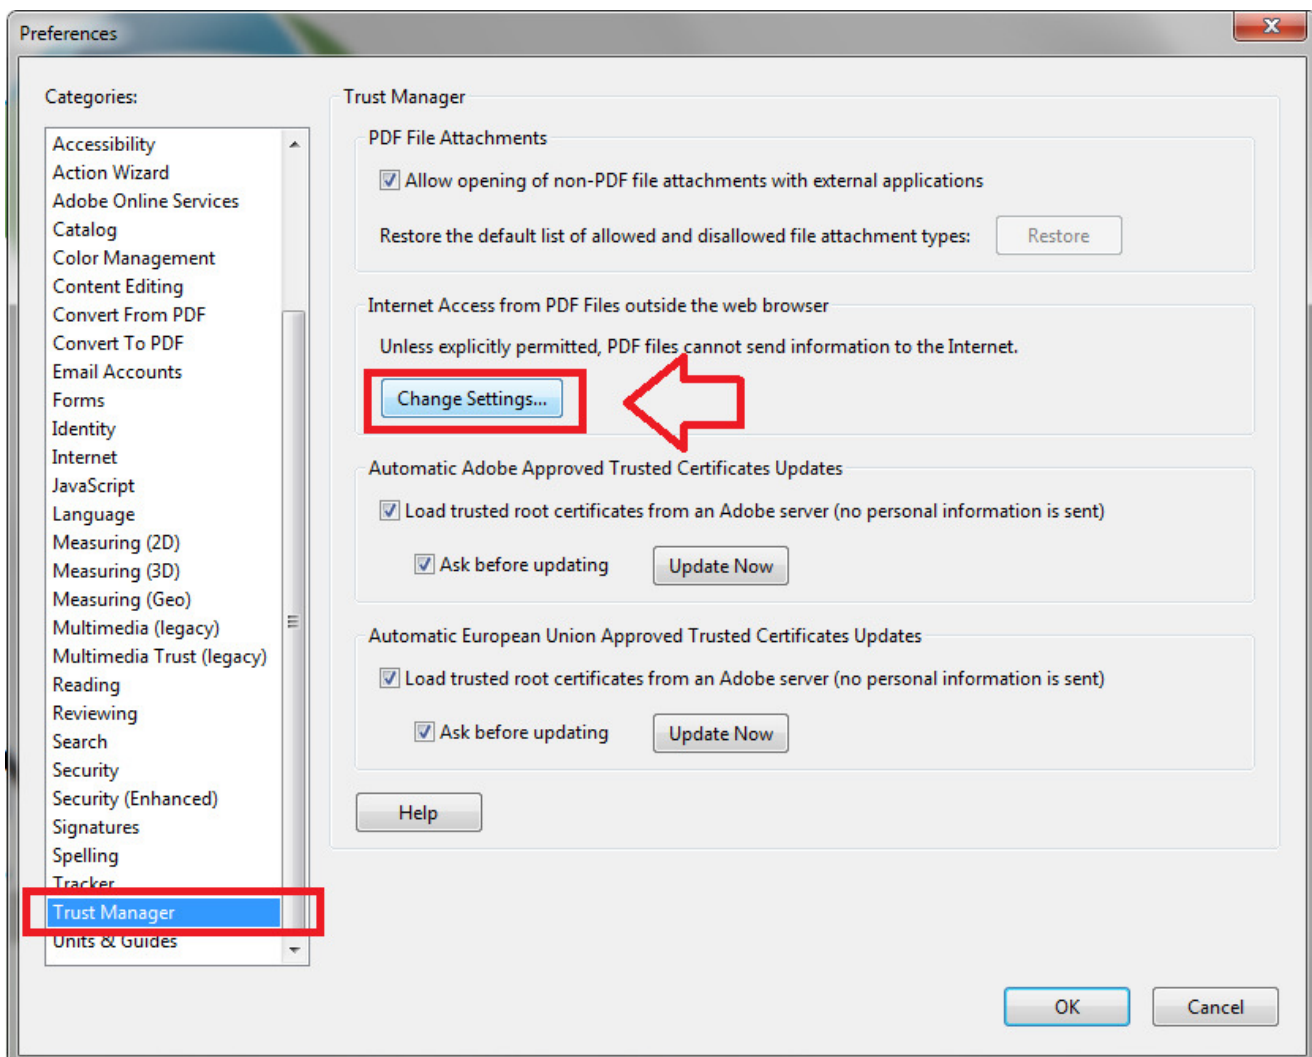 Preferences
Categories:
Accessibility
Action Wizard
Adobe Online Services
Catalog
Color Management
Content Editing
Convert From PDF
Convert To PDF
Email Accounts
Forms
Identity
Internet
JavaScript
Language
Measuring (2D)
Measuring (3D)
Measuring (Geo)
Multimedia (legacy)
Multimedia Trust (legacy)
Reading
Reviewing
Search
Security
Security (Enhanced)
Signatures
Spelling
Tracker
Trust Manager
Units & Guides
Trust Manager
PDF File Attachments
Allow opening of non-PDF file attachments with external applications
Restore the default list of allowed and disallowed file attachment types: Restore
Internet Access from PDF Files outside the web browser
Unless explicitly permitted, PDF files cannot send information to the Internet.
Change Settings...
Automatic Adobe Approved Trusted Certificates Updates
Load trusted root certificates from an Adobe server (no personal information is sent)
Ask before updating Update Now
Automatic European Union Approved Trusted Certificates Updates
Load trusted root certificates from an Adobe server (no personal information is sent)
Ask before updating Update Now
Help
OK Cancel